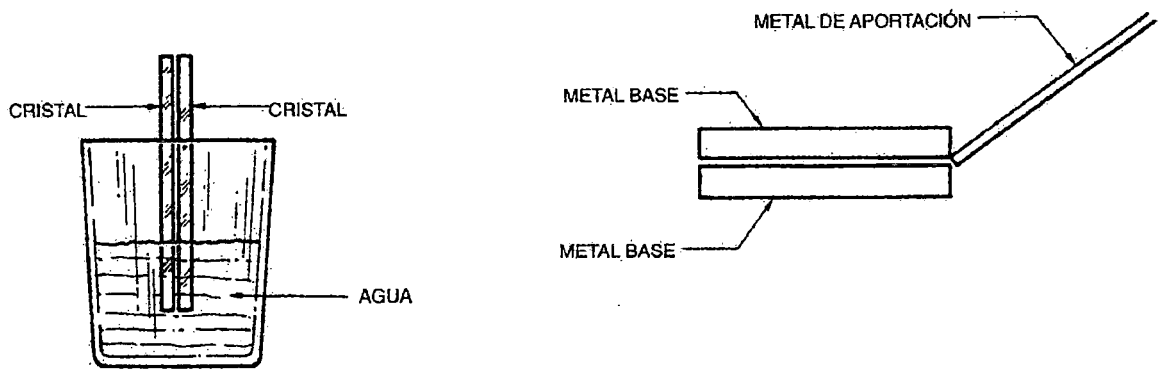 CRISTAL
CRISTAL
AGUA
METAL DE APORTACIÓN
METAL BASE
METAL BASE